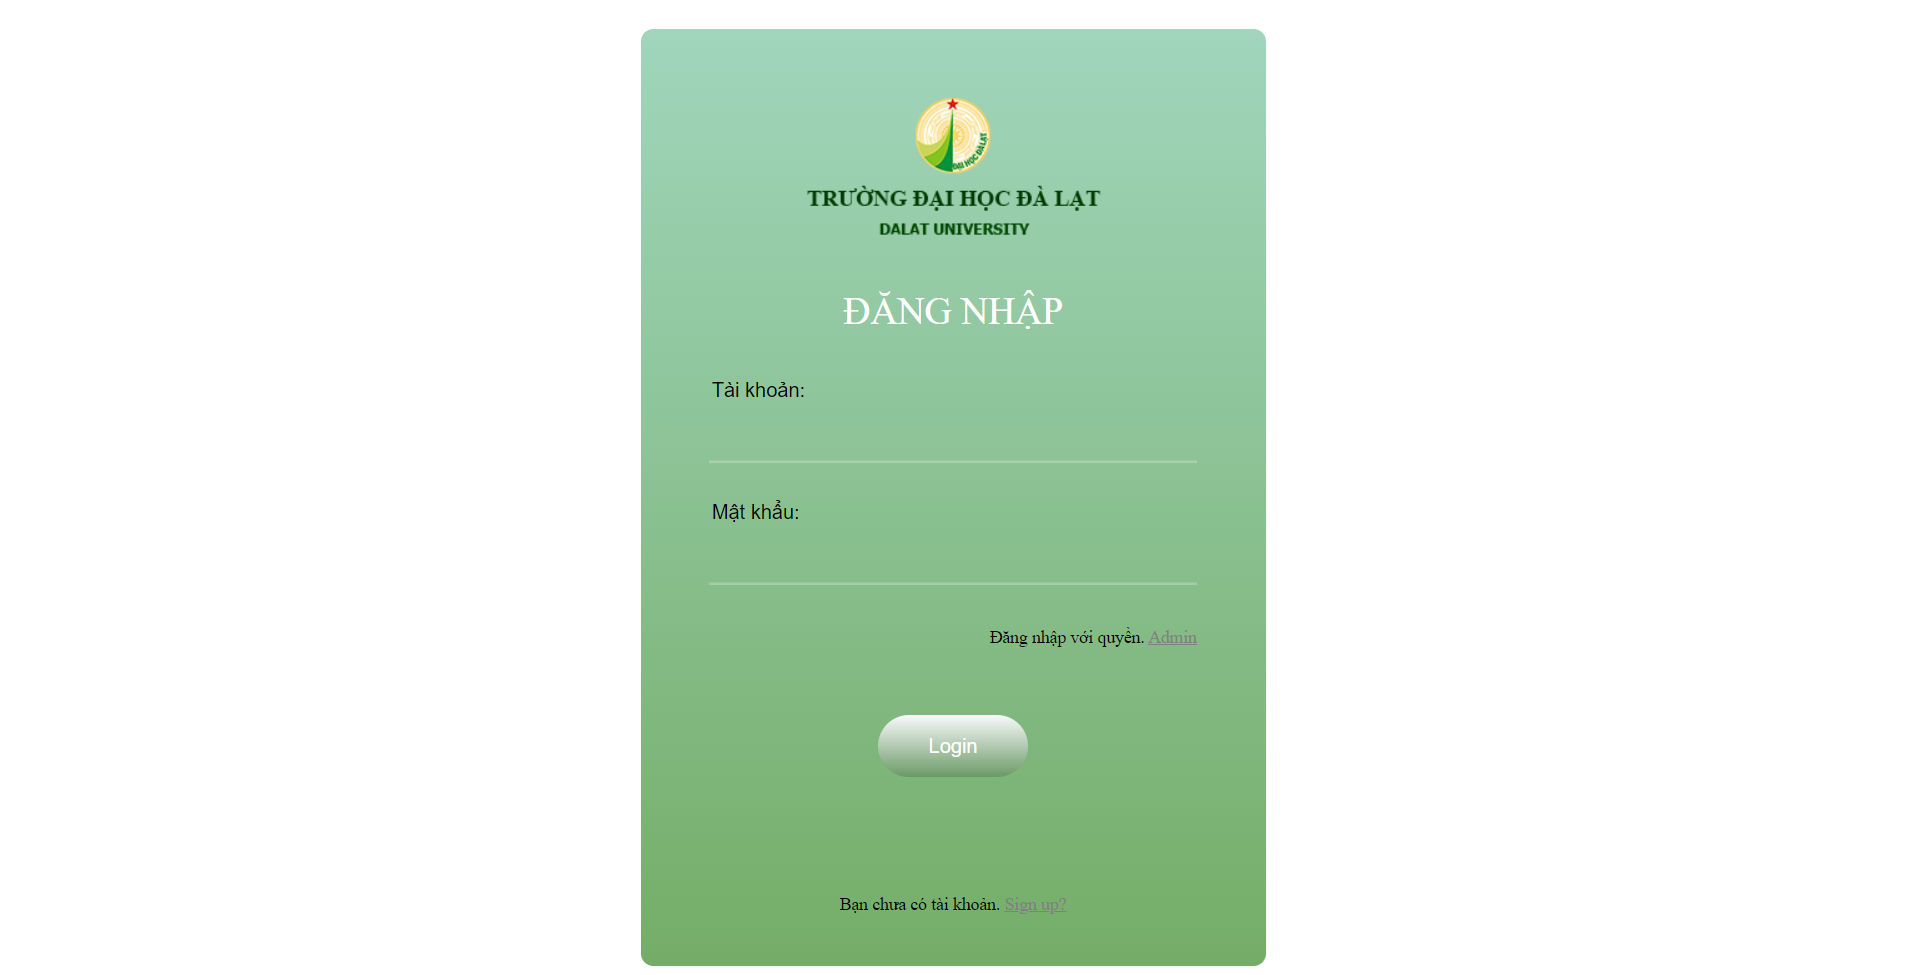 ĐẠI HỌC ĐÀ LẠT
TRƯỜNG ĐẠI HỌC ĐÀ LẠT
DALAT UNIVERSITY
ĐĂNG NHẬP
Tài khoản:
Mật khẩu:
Đăng nhập với quyền. Admin
Login
Bạn chưa có tài khoản. Sign up?